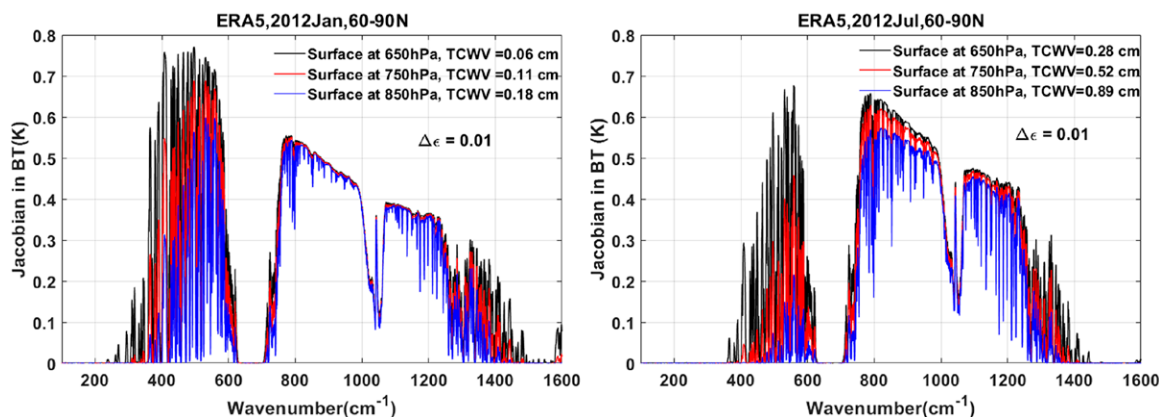 ERA5,2012Jan,60-90N
Jacobian in BT(K)
0.8
0.7
0.6
0.5
0.4
0.3
0.2
0.1
0
Surface at 650hPa, TCWV =0.06 cm
Surface at 750hPa, TCWV =0.11 cm
Surface at 850hPa, TCWV =0.18 cm
Δϵ = 0.01
200 400 600 800 1000 1200 1400 1600
Wavenumber(cm⁻¹)
ERA5,2012Jul,60-90N
Jacobian in BT(K)
0.8
0.7
0.6
0.5
0.4
0.3
0.2
0.1
0
Surface at 650hPa, TCWV=0.28 cm
Surface at 750hPa, TCWV=0.52 cm
Surface at 850hPa, TCWV=0.89 cm
Δϵ = 0.01
200 400 600 800 1000 1200 1400 1600
Wavenumber(cm⁻¹)